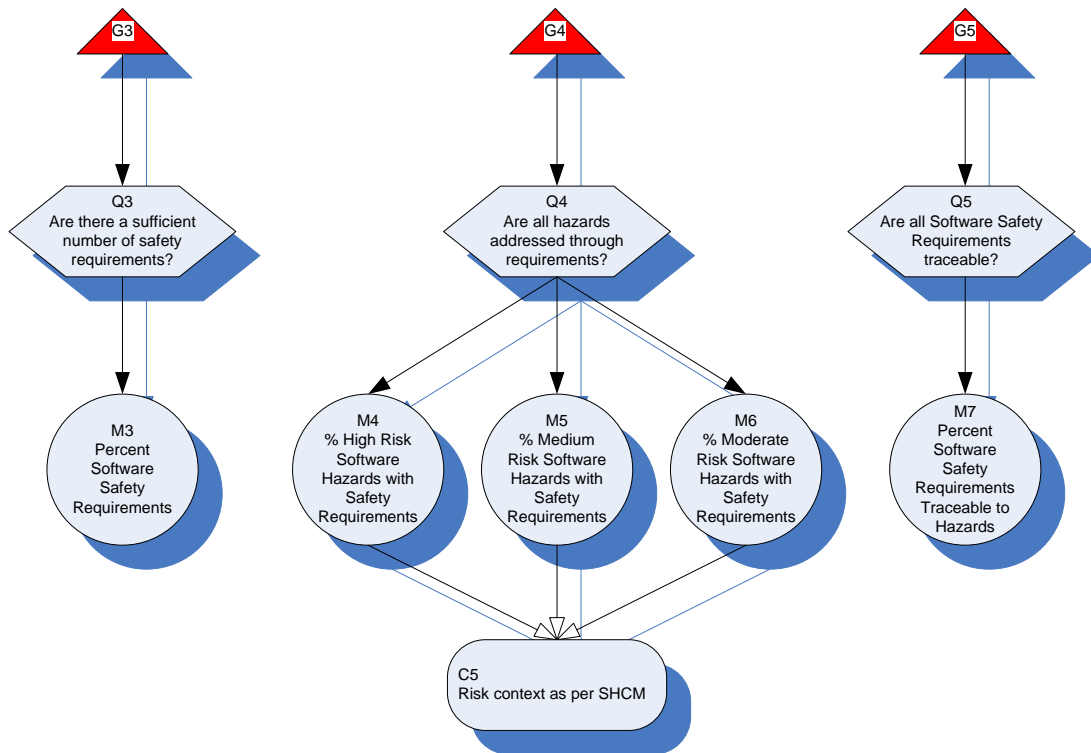 G3
G4
G5
Q3
Are there a sufficient
number of safety
requirements?
Q4
Are all hazards
addressed through
requirements?
Q5
Are all Software Safety
Requirements
traceable?
M3
Percent
Software
Safety
Requirements
M4
% High Risk
Software
Hazards with
Safety
Requirements
M5
% Medium
Risk Software
Hazards with
Safety
Requirements
M6
% Moderate
Risk Software
Hazards with
Safety
Requirements
M7
Percent
Software
Safety
Requirements
Traceable to
Hazards
C5
Risk context as per SHCM